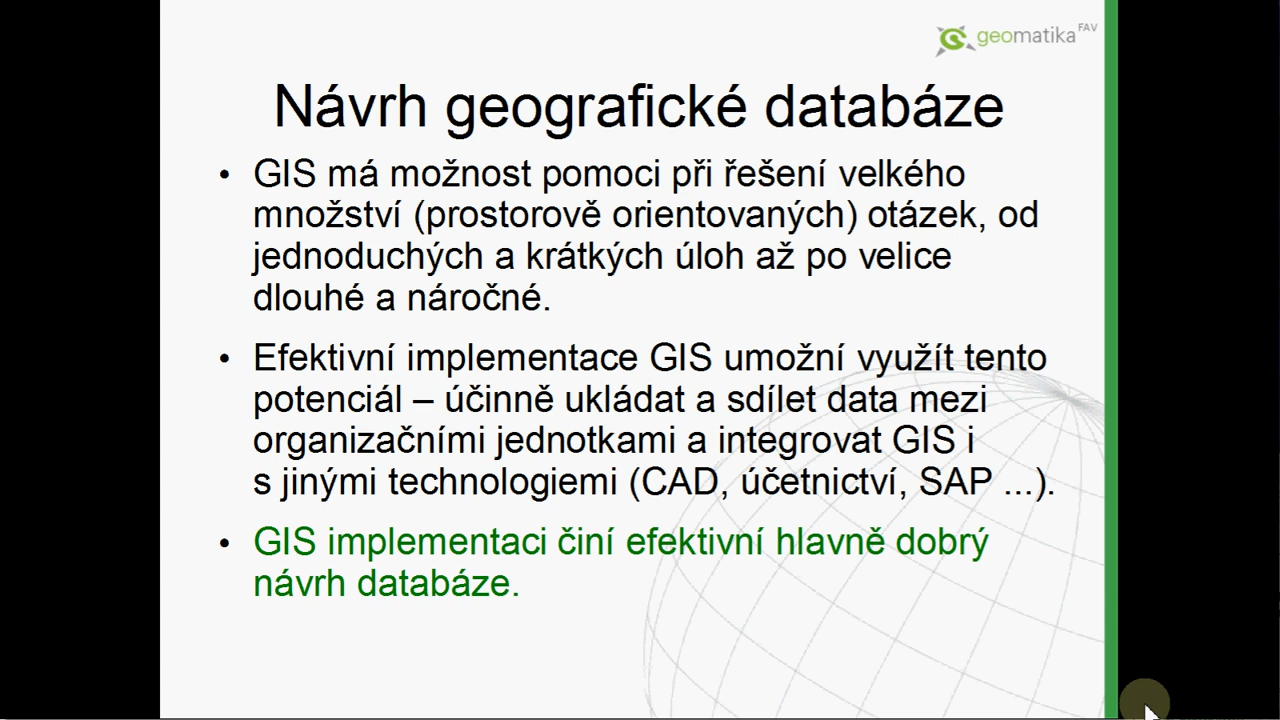 geomatika FAV
Návrh geografické databáze
• GIS má možnost pomoci při řešení velkého
množství (prostorově orientovaných) otázek, od
jednoduchých a krátkých úloh až po velice
dlouhé a náročné.
• Efektivní implementace GIS umožní využít tento
potenciál – účinně ukládat a sdílet data mezi
organizačními jednotkami a integrovat GIS i
s jinými technologiemi (CAD, účetnictví, SAP ...).
• GIS implementaci činí efektivní hlavně dobrý
návrh databáze.